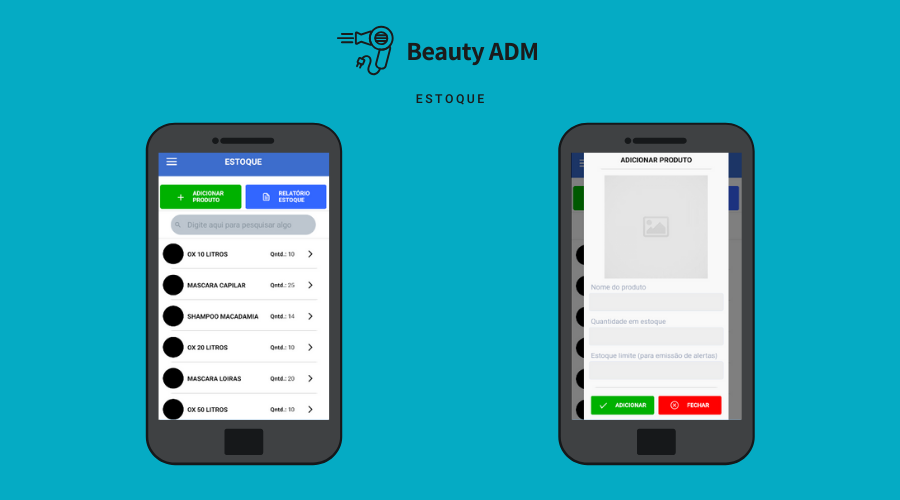 Beauty ADM
ESTOQUE
ESTOQUE
ADICIONAR
PRODUTO
RELATÓRIO
ESTOQUE
Digite aqui para pesquisar algo
OX 10 LITROS Qntd.: 10
MASCARA CAPILAR Qntd.: 25
SHAMPOO MACADAMIA Qntd.: 14
OX 20 LITROS Qntd.: 10
MASCARA LOIRAS Qntd.: 20
OX 50 LITROS Qntd.: 10
ADICIONAR PRODUTO
Nome do produto
Quantidade em estoque
Estoque limite (para emissão de alertas)
ADICIONAR
FECHAR